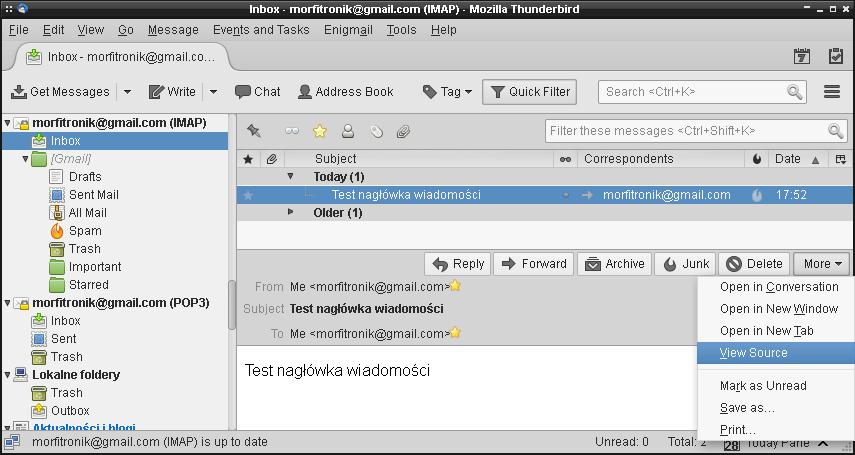 Inbox - morfitronik@gmail.com (IMAP) - Mozilla Thunderbird
File Edit View Go Message Events and Tasks Enigmail Tools Help
Inbox - morfitronik@gmail.co…
7
Get Messages Write Chat Address Book Tag Quick Filter Search <Ctrl+K>
morfitronik@gmail.com (IMAP)
Inbox
[Gmail]
Drafts
Sent Mail
All Mail
Spam
Trash
Important
Starred
morfitronik@gmail.com (POP3)
Inbox
Sent
Trash
Lokalne foldery
Trash
Outbox
Aktualności i blogi
Filter these messages <Ctrl+Shift+K>
Subject Correspondents Date
Today (1)
Test nagłówka wiadomości morfitronik@gmail.com 17:52
Older (1)
Reply Forward Archive Junk Delete More
From Me <morfitronik@gmail.com>
Subject Test nagłówka wiadomości
To Me <morfitronik@gmail.com>
Test nagłówka wiadomości
Open in Conversation
Open in New Window
Open in New Tab
View Source
Mark as Unread
Save as…
Print…
morfitronik@gmail.com (IMAP) is up to date Unread: 0 Total: 2 28 Today Pane